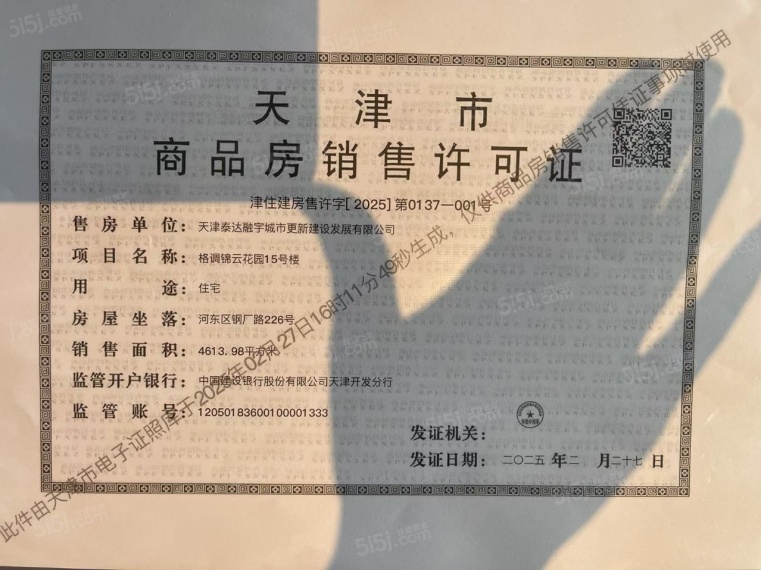 天津市
商品房销售许可证
津住建房售许字[2025]第0137—001号
售房单位：天津泰达融宇城市更新建设发展有限公司
项目名称：格调锦云花园15号楼
用途：住宅
房屋坐落：河东区钢厂路226号
销售面积：4613.98平方米
监管开户银行：中国建设银行股份有限公司天津开发分行
监管账号：12050183600100001333
发证机关：
发证日期：二〇二五年二月二十七日
此件由天津市电子证照库于2025年02月27日16时11分49秒生成，仅供商品房销售许可凭证事项时使用
5i5j.com
5i5j.com
5i5j.com